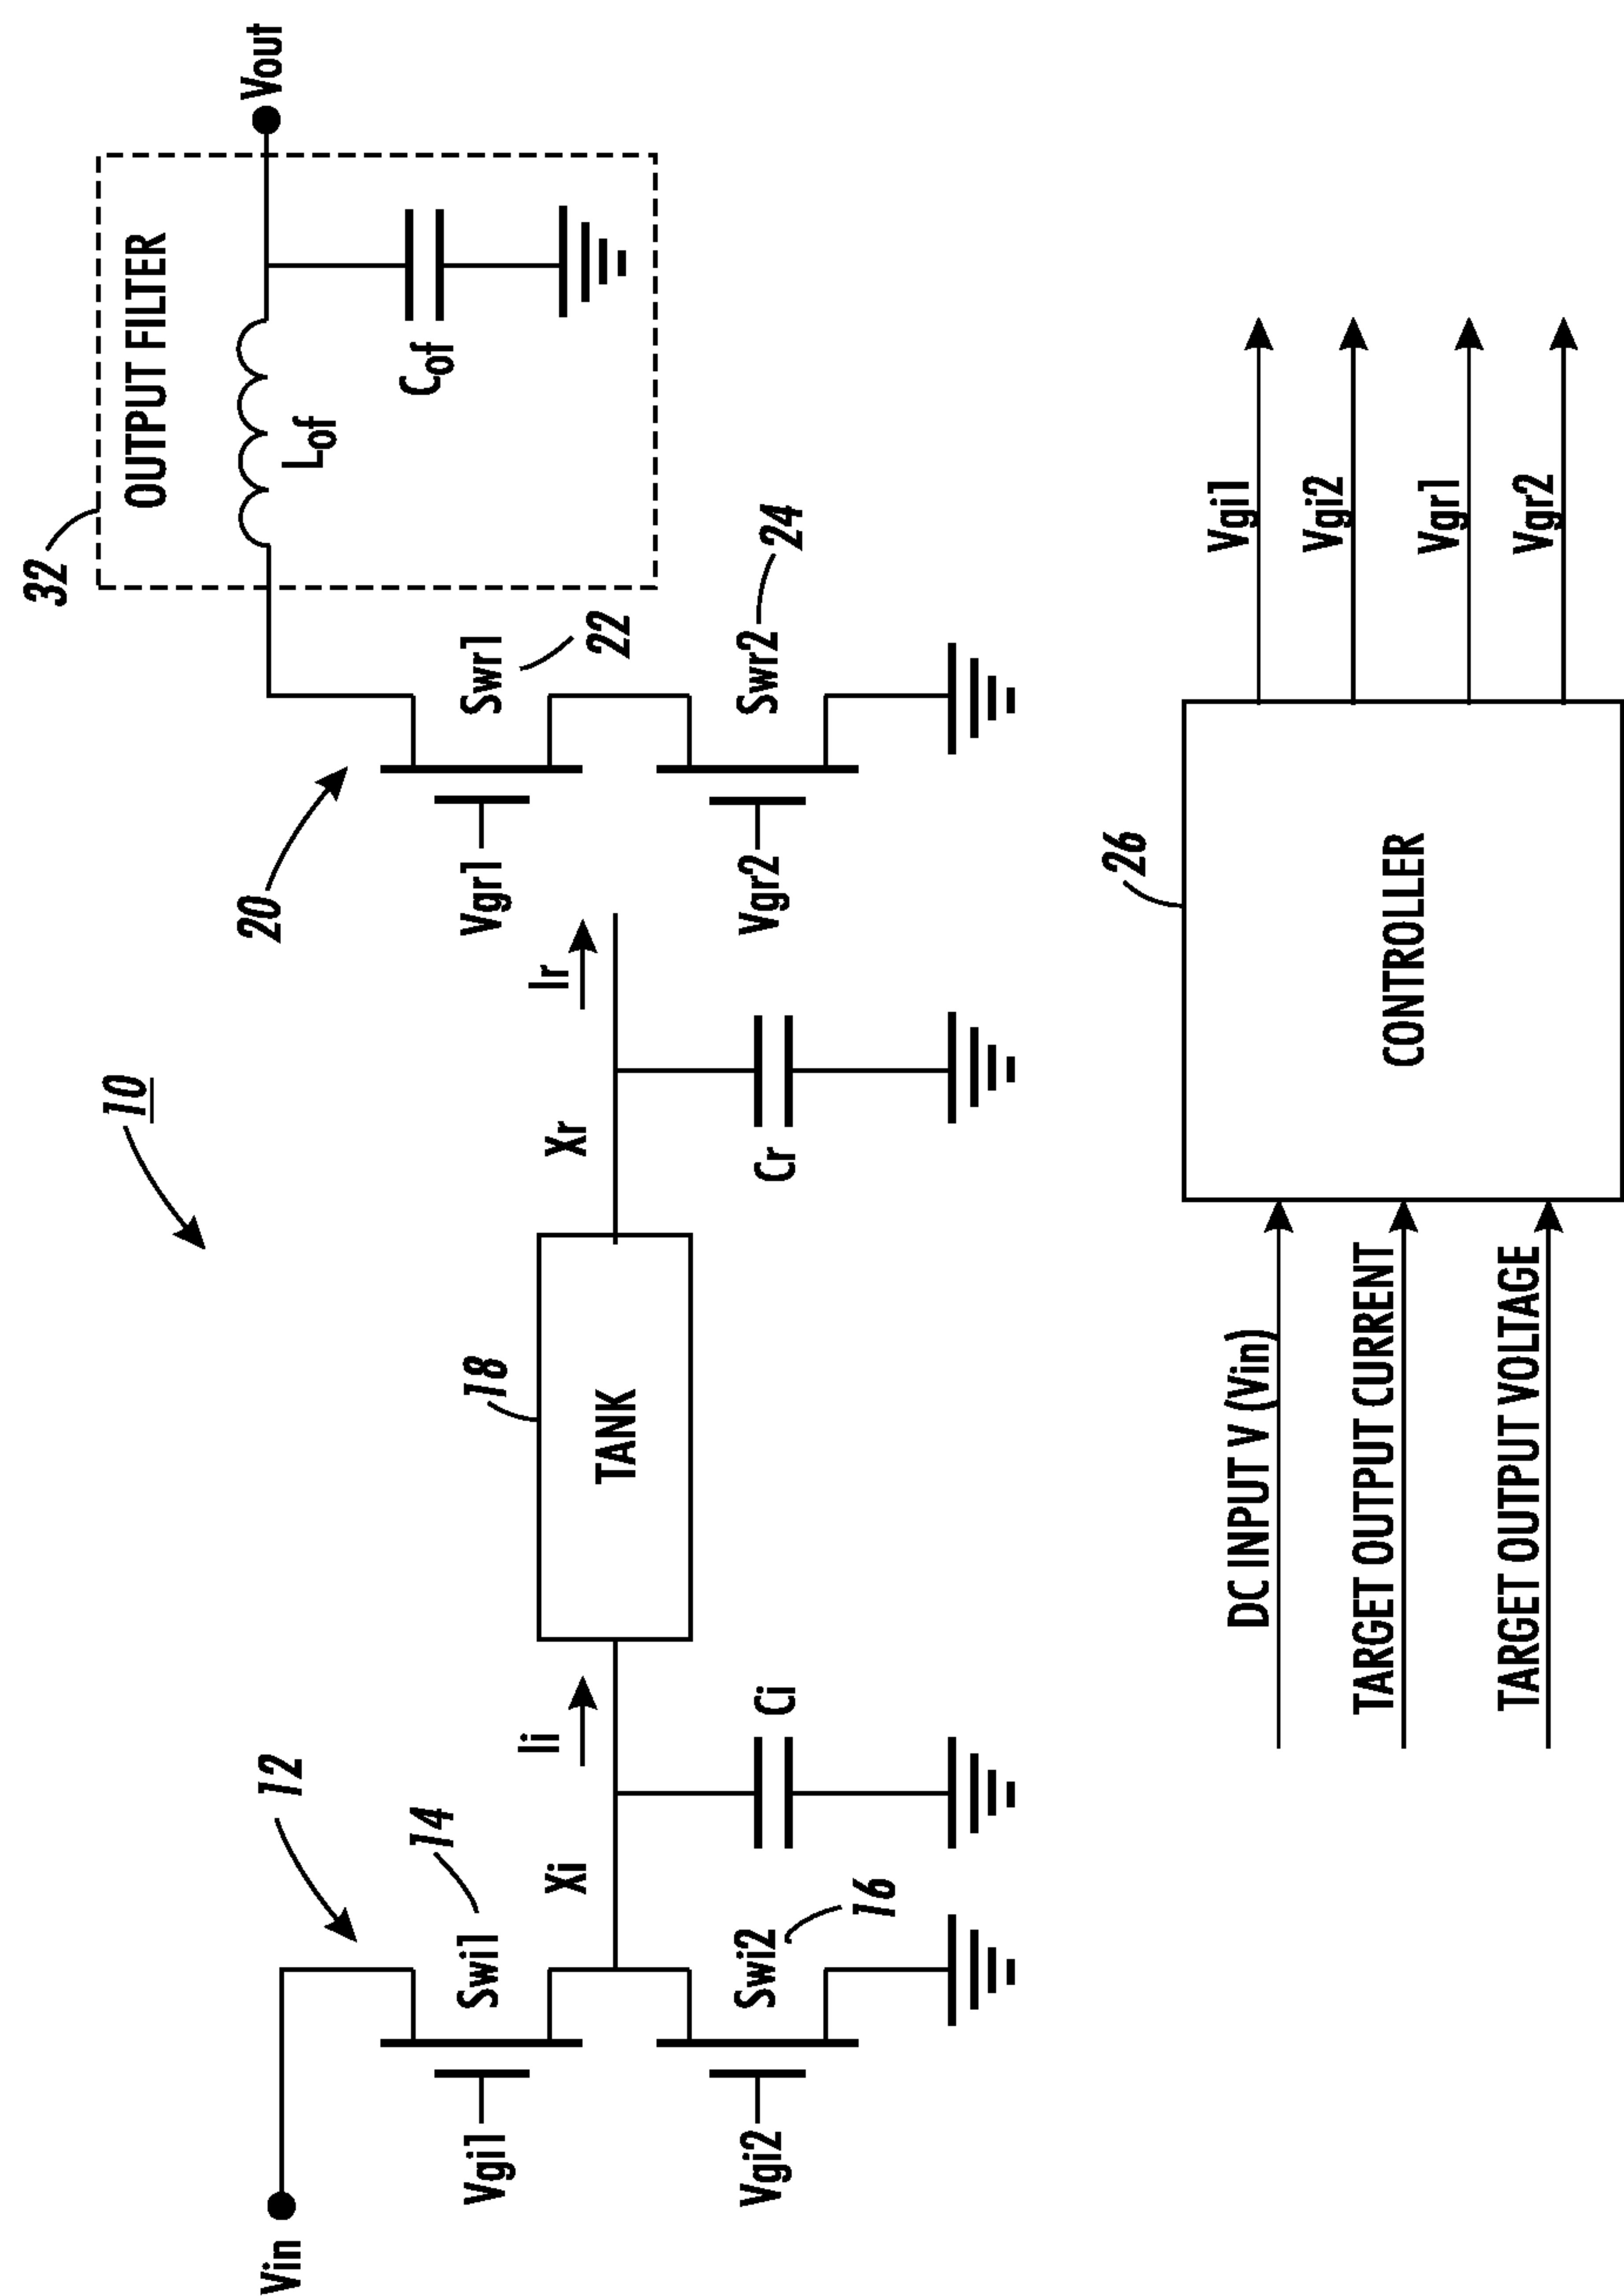 10
32
OUTPUT FILTER
Vin
Vout
12
20
Lof
Cof
Vgi1
Swi1
14
Vgr1
Swr1
22
Xi
Ii
TANK
18
Xr
Ir
Vgi2
Swi2
16
Ci
Cr
Vgr2
Swr2
24
26
DC INPUT V (Vin)
TARGET OUTPUT CURRENT
TARGET OUTPUT VOLTAGE
CONTROLLER
Vgi1
Vgi2
Vgr1
Vgr2